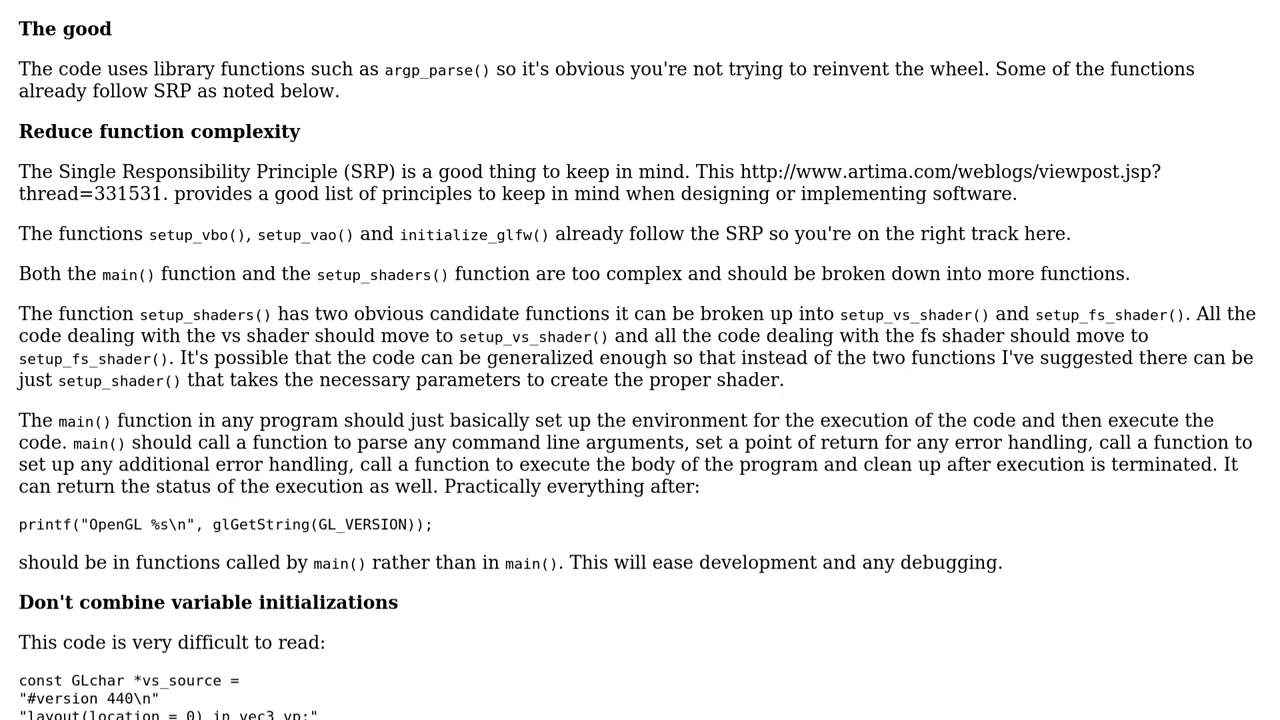 The good
The code uses library functions such as argp_parse() so it's obvious you're not trying to reinvent the wheel. Some of the functions
already follow SRP as noted below.
Reduce function complexity
The Single Responsibility Principle (SRP) is a good thing to keep in mind. This http://www.artima.com/weblogs/viewpost.jsp?
thread=331531. provides a good list of principles to keep in mind when designing or implementing software.
The functions setup_vbo(), setup_vao() and initialize_glfw() already follow the SRP so you're on the right track here.
Both the main() function and the setup_shaders() function are too complex and should be broken down into more functions.
The function setup_shaders() has two obvious candidate functions it can be broken up into setup_vs_shader() and setup_fs_shader(). All the
code dealing with the vs shader should move to setup_vs_shader() and all the code dealing with the fs shader should move to
setup_fs_shader(). It's possible that the code can be generalized enough so that instead of the two functions I've suggested there can be
just setup_shader() that takes the necessary parameters to create the proper shader.
The main() function in any program should just basically set up the environment for the execution of the code and then execute the
code. main() should call a function to parse any command line arguments, set a point of return for any error handling, call a function to
set up any additional error handling, call a function to execute the body of the program and clean up after execution is terminated. It
can return the status of the execution as well. Practically everything after:
printf("OpenGL %s\n", glGetString(GL_VERSION));
should be in functions called by main() rather than in main(). This will ease development and any debugging.
Don't combine variable initializations
This code is very difficult to read:
const GLchar *vs_source =
"#version 440\n"
"layout(location = 0) in vec3 vp;"